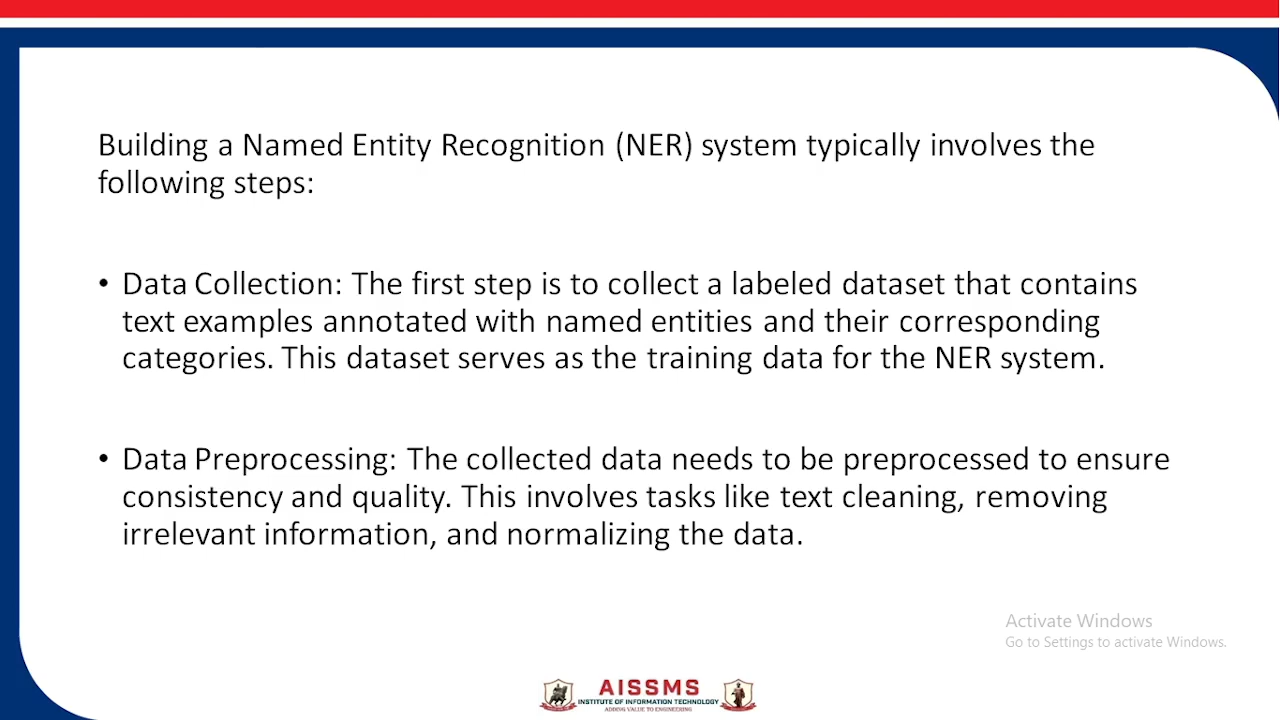 Building a Named Entity Recognition (NER) system typically involves the
following steps:
• Data Collection: The first step is to collect a labeled dataset that contains
text examples annotated with named entities and their corresponding
categories. This dataset serves as the training data for the NER system.
• Data Preprocessing: The collected data needs to be preprocessed to ensure
consistency and quality. This involves tasks like text cleaning, removing
irrelevant information, and normalizing the data.
Activate Windows
Go to Settings to activate Windows.
AISSMS
INSTITUTE OF INFORMATION TECHNOLOGY
ADDING VALUE TO ENGINEERING